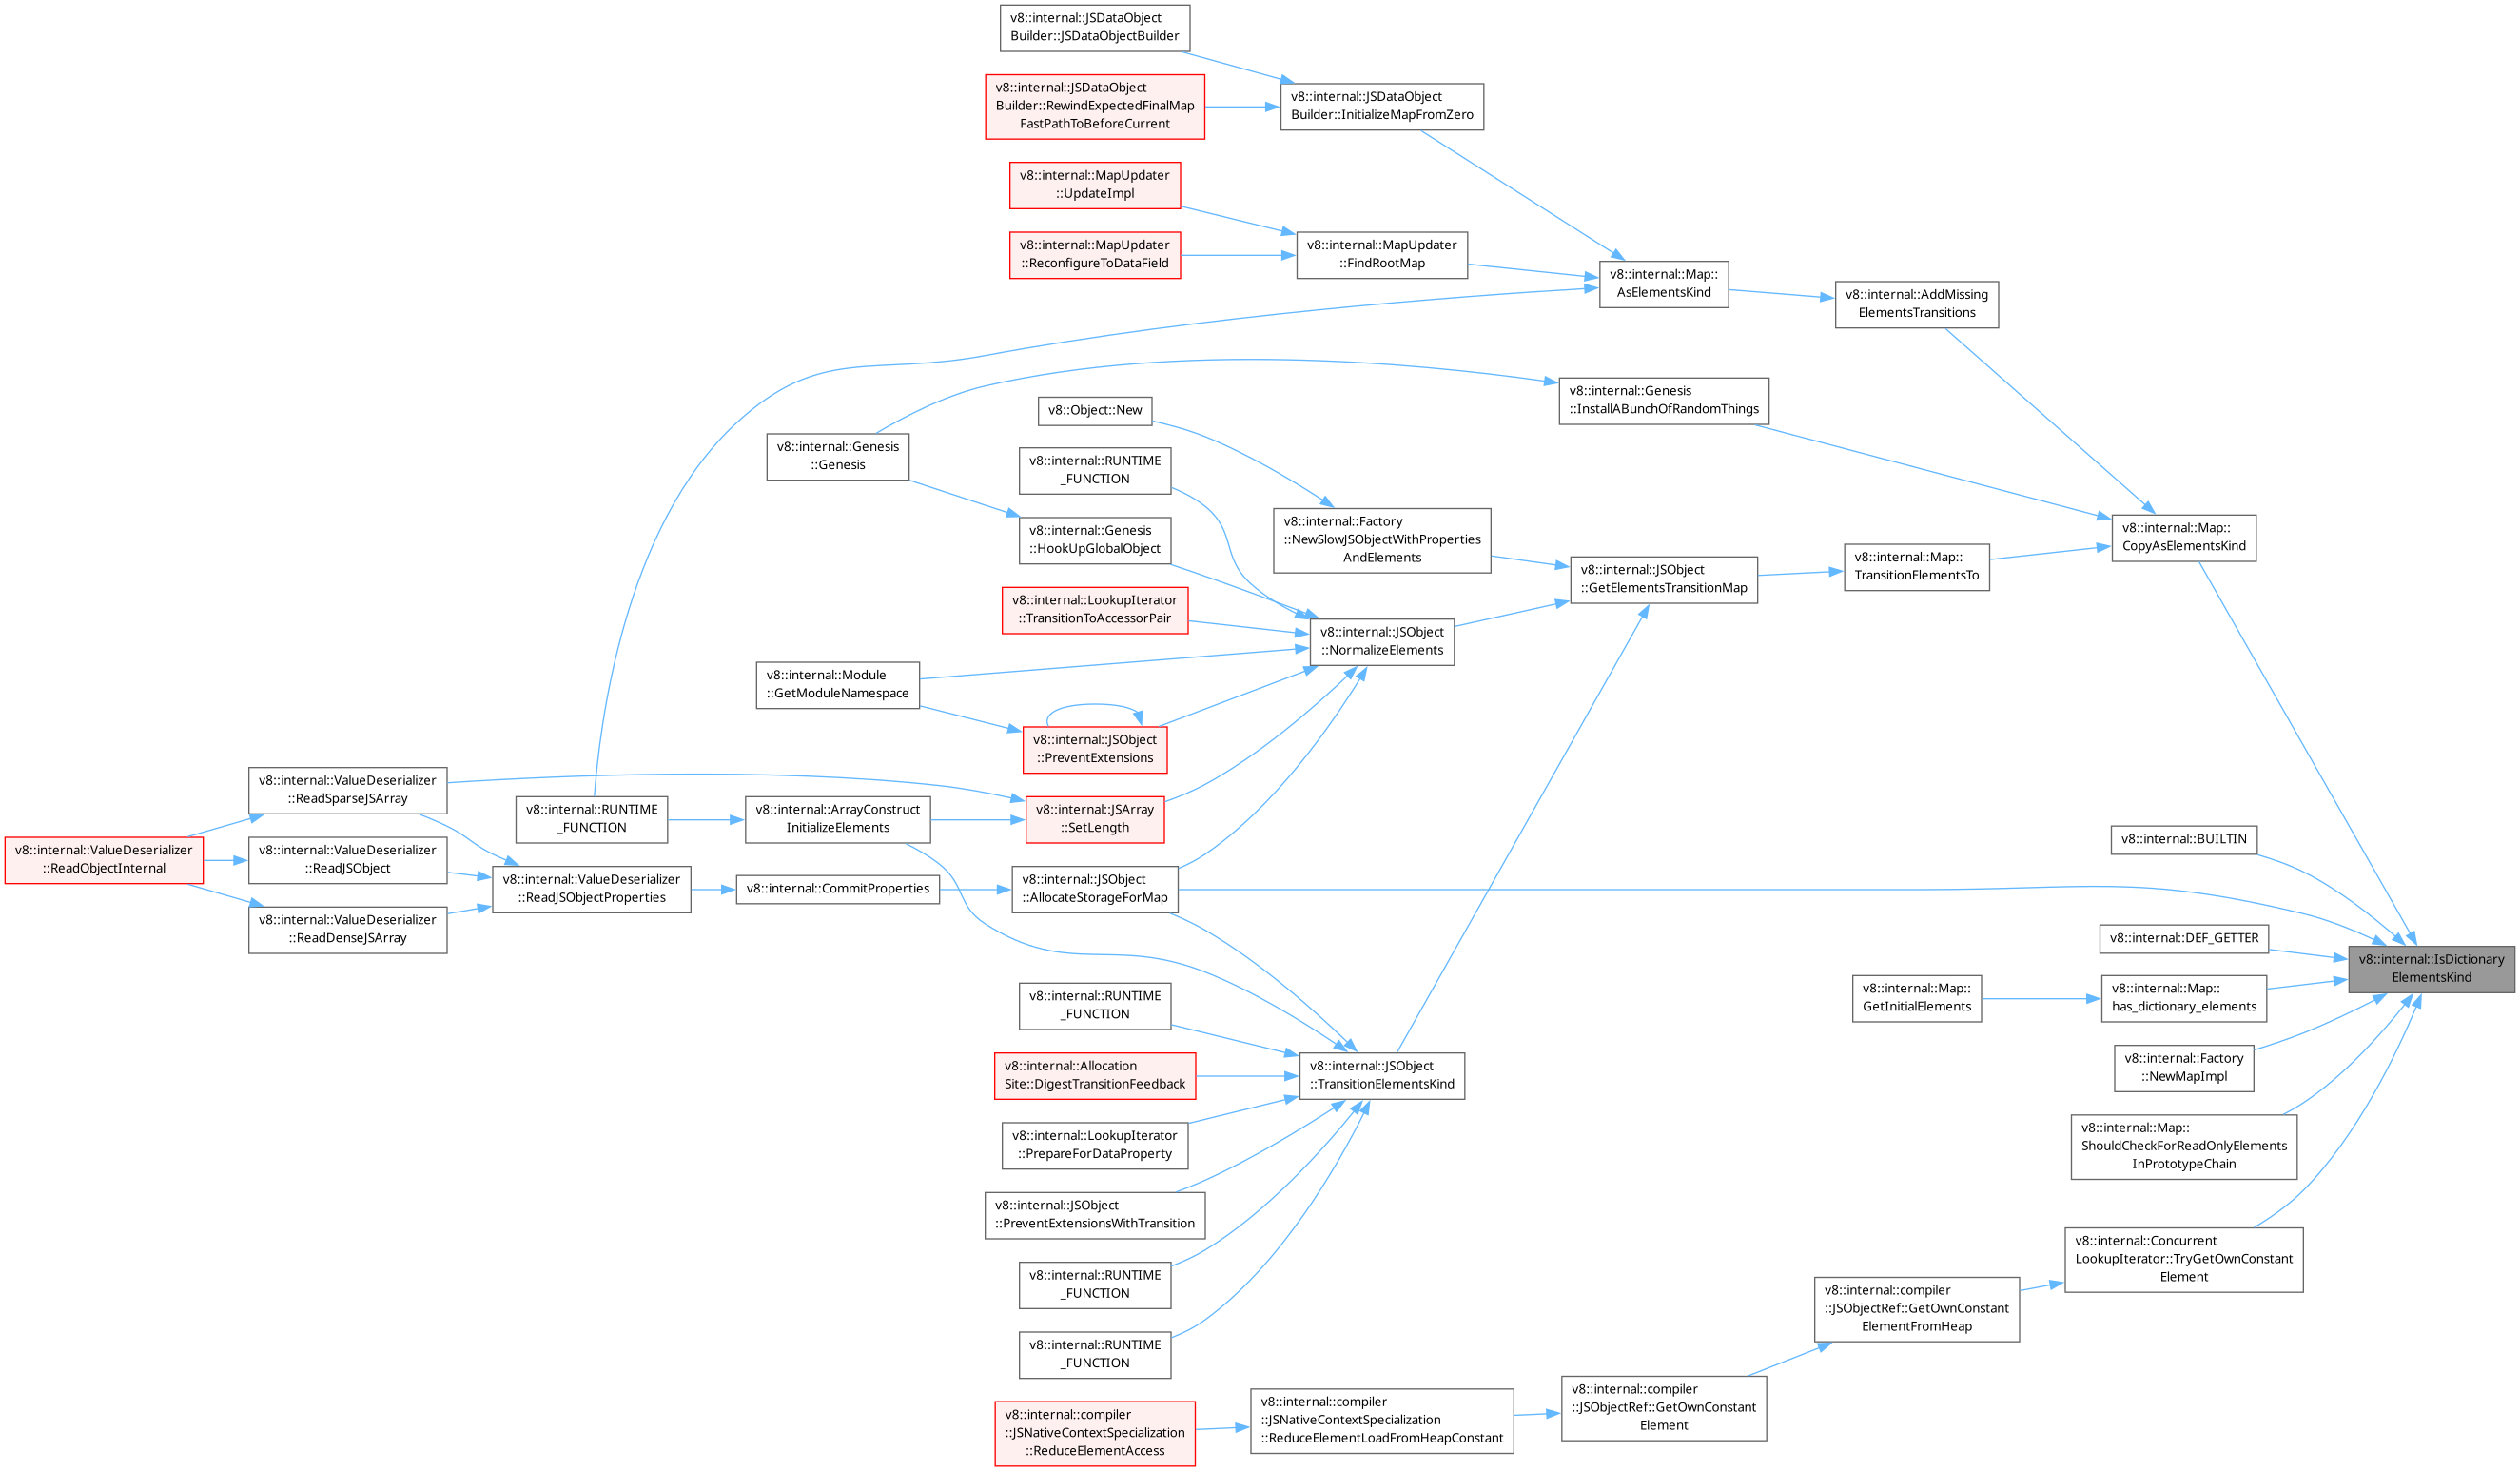 v8::internal::JSDataObject
Builder::JSDataObjectBuilder
v8::internal::JSDataObject
Builder::RewindExpectedFinalMap
FastPathToBeforeCurrent
v8::internal::JSDataObject
Builder::InitializeMapFromZero
v8::internal::MapUpdater
::UpdateImpl
v8::internal::MapUpdater
::ReconfigureToDataField
v8::internal::MapUpdater
::FindRootMap
v8::internal::Map::
AsElementsKind
v8::internal::AddMissing
ElementsTransitions
v8::internal::Genesis
::InstallABunchOfRandomThings
v8::Object::New
v8::internal::Genesis
::Genesis
v8::internal::RUNTIME
_FUNCTION
v8::internal::Genesis
::HookUpGlobalObject
v8::internal::Factory
::NewSlowJSObjectWithProperties
AndElements
v8::internal::JSObject
::GetElementsTransitionMap
v8::internal::Map::
TransitionElementsTo
v8::internal::Map::
CopyAsElementsKind
v8::internal::LookupIterator
::TransitionToAccessorPair
v8::internal::JSObject
::NormalizeElements
v8::internal::Module
::GetModuleNamespace
v8::internal::JSObject
::PreventExtensions
v8::internal::ValueDeserializer
::ReadSparseJSArray
v8::internal::RUNTIME
_FUNCTION
v8::internal::ArrayConstruct
InitializeElements
v8::internal::JSArray
::SetLength
v8::internal::ValueDeserializer
::ReadObjectInternal
v8::internal::ValueDeserializer
::ReadJSObject
v8::internal::ValueDeserializer
::ReadJSObjectProperties
v8::internal::CommitProperties
v8::internal::JSObject
::AllocateStorageForMap
v8::internal::BUILTIN
v8::internal::ValueDeserializer
::ReadDenseJSArray
v8::internal::DEF_GETTER
v8::internal::IsDictionary
ElementsKind
v8::internal::Map::
GetInitialElements
v8::internal::Map::
has_dictionary_elements
v8::internal::RUNTIME
_FUNCTION
v8::internal::Allocation
Site::DigestTransitionFeedback
v8::internal::JSObject
::TransitionElementsKind
v8::internal::Factory
::NewMapImpl
v8::internal::LookupIterator
::PrepareForDataProperty
v8::internal::Map::
ShouldCheckForReadOnlyElements
InPrototypeChain
v8::internal::JSObject
::PreventExtensionsWithTransition
v8::internal::Concurrent
LookupIterator::TryGetOwnConstant
Element
v8::internal::RUNTIME
_FUNCTION
v8::internal::compiler
::JSObjectRef::GetOwnConstant
ElementFromHeap
v8::internal::RUNTIME
_FUNCTION
v8::internal::compiler
::JSObjectRef::GetOwnConstant
Element
v8::internal::compiler
::JSNativeContextSpecialization
::ReduceElementLoadFromHeapConstant
v8::internal::compiler
::JSNativeContextSpecialization
::ReduceElementAccess